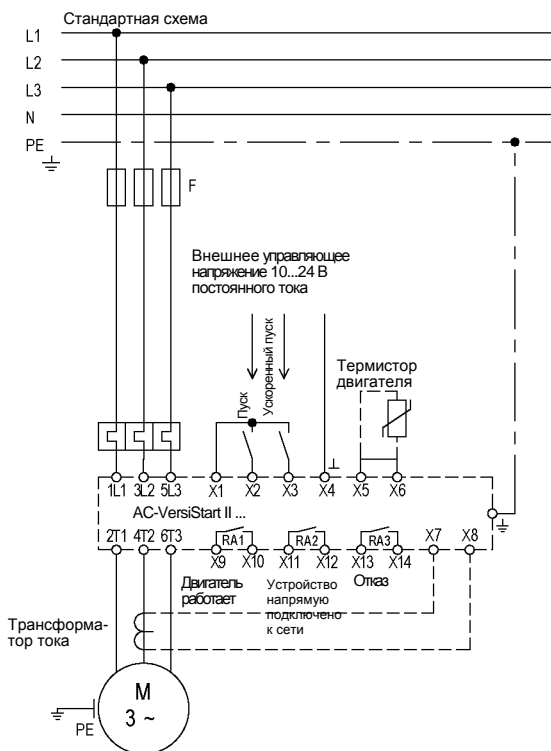 Стандартная схема
L1
L2
L3
N
PE
F
Внешнее управляющее
напряжение 10...24 В
постоянного тока
Пуск
Ускоренный пуск
Термистор
двигателя
1L1 3L2 5L3 X1 X2 X3 X4 X5 X6
AC-VersiStart II ...
2T1 4T2 6T3 RA1 RA2 RA3 X7 X8
X9 X10 X11 X12 X13 X14
Двигатель
работает
Устройство
напрямую
подключено
к сети
Отказ
Трансформа-
тор тока
M
3 ~
PE